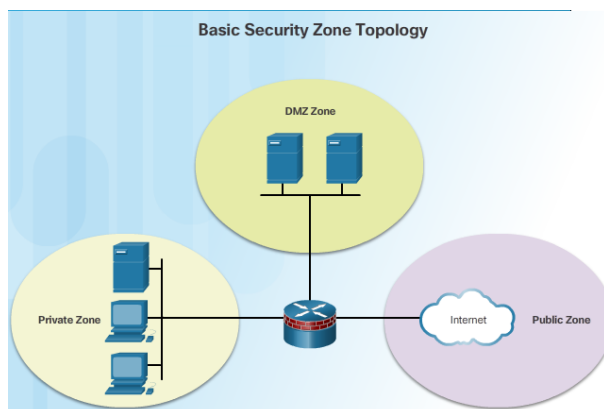 Basic Security Zone Topology
DMZ Zone
Private Zone
Internet
Public Zone